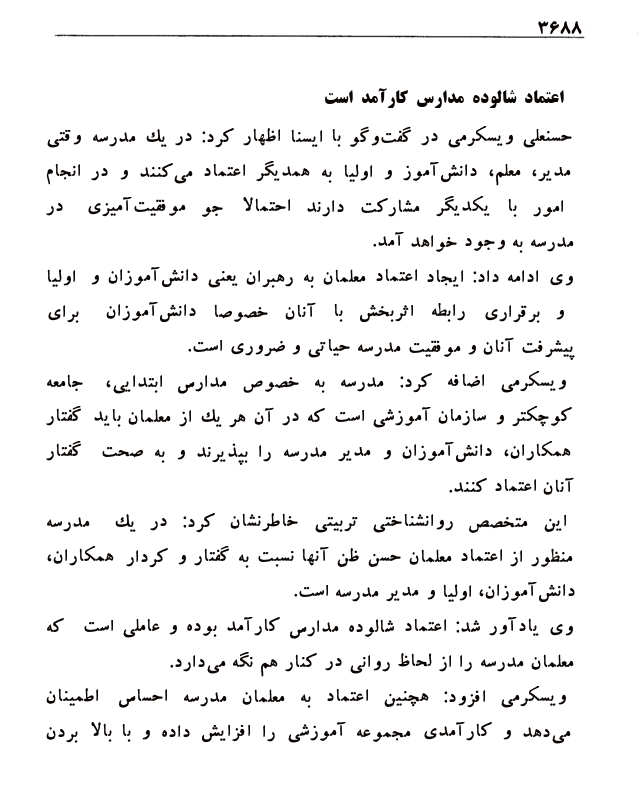 ۳۶۸۸
اعتماد شالوده مدارس کارآمد است
حسنعلی ویسکرمی در گفت‌وگو با ایسنا اظهار کرد: در یك مدرسه وقتی
مدیر، معلم، دانش‌آموز و اولیا به همدیگر اعتماد می‌کنند و در انجام
امور با یکدیگر مشارکت دارند احتمالا جو موفقیت‌آمیزی در
مدرسه به وجود خواهد آمد.
وی ادامه داد: ایجاد اعتماد معلمان به رهبران یعنی دانش‌آموزان و اولیا
و برقراری رابطه اثربخش با آنان خصوصا دانش‌آموزان برای
پیشرفت آنان و موفقیت مدرسه حیاتی و ضروری است.
ویسکرمی اضافه کرد: مدرسه به خصوص مدارس ابتدایی، جامعه
کوچکتر و سازمان آموزشی است که در آن هر یك از معلمان باید گفتار
همکاران، دانش‌آموزان و مدیر مدرسه را بپذیرند و به صحت گفتار
آنان اعتماد کنند.
این متخصص روانشناختی تربیتی خاطرنشان کرد: در یك مدرسه
منظور از اعتماد معلمان حسن ظن آنها نسبت به گفتار و کردار همکاران،
دانش‌آموزان، اولیا و مدیر مدرسه است.
وی یادآور شد: اعتماد شالوده مدارس کارآمد بوده و عاملی است که
معلمان مدرسه را از لحاظ روانی در کنار هم نگه می‌دارد.
ویسکرمی افزود: هچنین اعتماد به معلمان مدرسه احساس اطمینان
می‌دهد و کارآمدی مجموعه آموزشی را افزایش داده و با بالا بردن